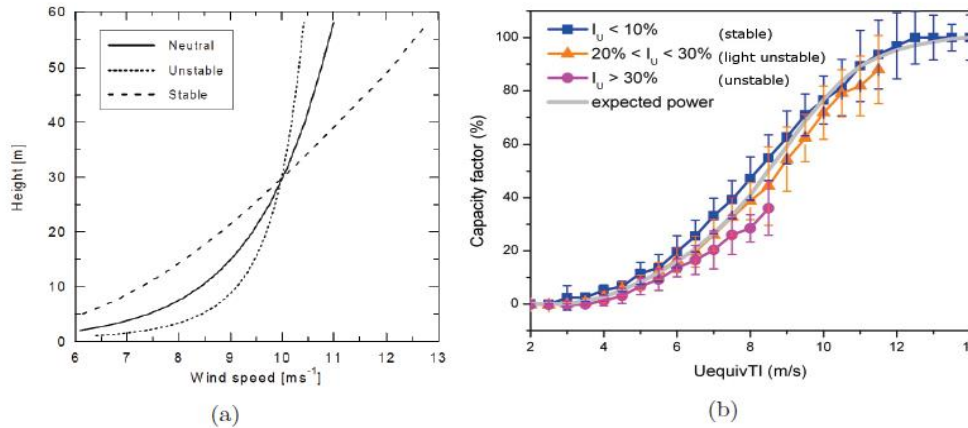 60
50
40
30
20
10
0
Height [m]
Neutral
Unstable
Stable
6 7 8 9 10 11 12 13
Wind speed [ms⁻¹]
(a)
100
80
60
40
20
0
Capacity factor (%)
I_U < 10% (stable)
20% < I_U < 30% (light unstable)
I_U > 30% (unstable)
expected power
2 4 6 8 10 12 14
UequivTI (m/s)
(b)